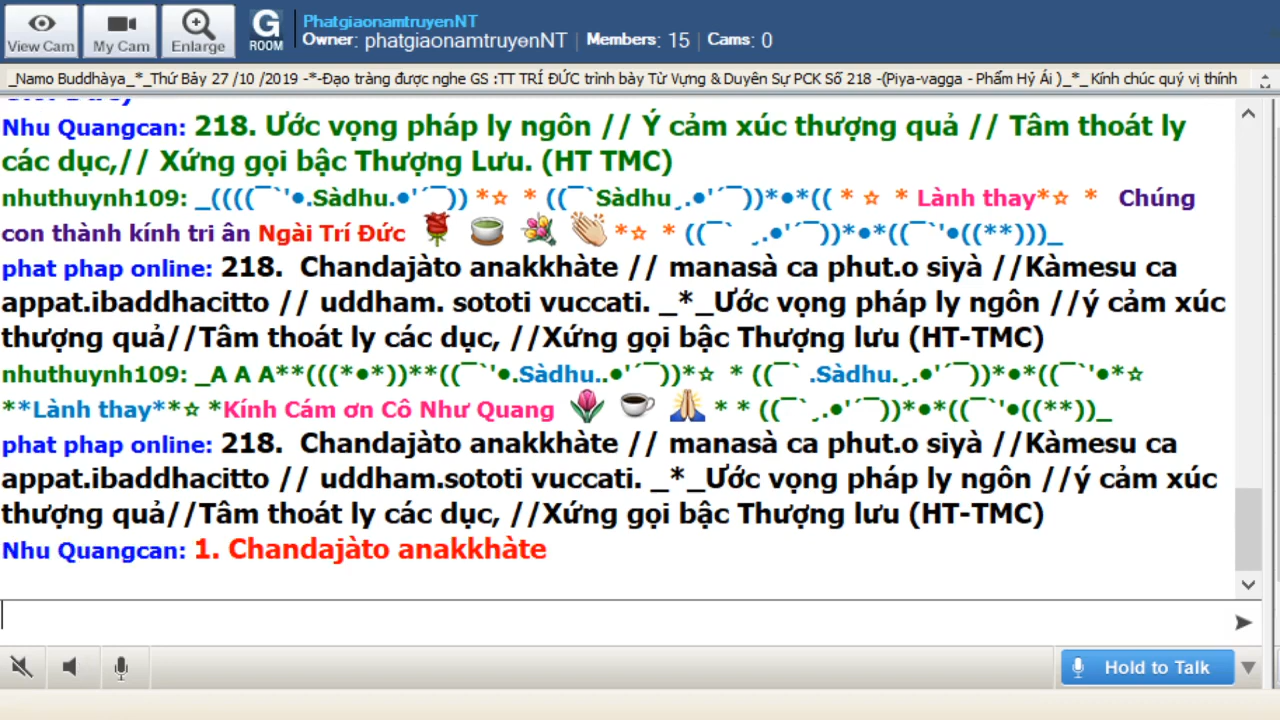 View Cam
My Cam
Enlarge
G
ROOM
PhatgiaonamtruyenNT
Owner: phatgiaonamtruyenNT | Members: 15 | Cams: 0
_Namo Buddhàya_*_Thứ Bảy 27 /10 /2019 -*-Đạo tràng được nghe GS :TT TRÍ ĐỨC trình bày Từ Vựng & Duyên Sự PCK Số 218 -(Piya-vagga - Phẩm Hỷ Ái )_*_Kính chúc quý vị thính
Nhu Quangcan: 218. Ước vọng pháp ly ngôn // Ý cảm xúc thượng quả // Tâm thoát ly
các dục,// Xứng gọi bậc Thượng Lưu. (HT TMC)
nhuthuynh109: _((((¯`'•.Sàdhu.•'´¯)) *☆ * ((¯`Sàdhu¸.•'´¯))*•*(( * ☆ * Lành thay*☆ * Chúng
con thành kính tri ân Ngài Trí Đức 🌹 🍵 💐 👏 *☆ * ((¯` ¸.•'´¯))*•*((¯`'•((**)))_
phat phap online: 218. Chandajàto anakkhàte // manasà ca phut.o siyà //Kàmesu ca
appat.ibaddhacitto // uddham. sototi vuccati. _*_Ước vọng pháp ly ngôn //ý cảm xúc
thượng quả//Tâm thoát ly các dục, //Xứng gọi bậc Thượng lưu (HT-TMC)
nhuthuynh109: _A A A**(((*•*))**((¯`'•.Sàdhu..•'´¯))*☆ * ((¯` .Sàdhu.¸.•'´¯))*•*((¯`'•*☆
**Lành thay**☆ *Kính Cám ơn Cô Như Quang 🌷 ☕ 🙏 * * ((¯`¸.•'´¯))*•*((¯`'•((**))_
phat phap online: 218. Chandajàto anakkhàte // manasà ca phut.o siyà //Kàmesu ca
appat.ibaddhacitto // uddham.sototi vuccati. _*_Ước vọng pháp ly ngôn //ý cảm xúc
thượng quả//Tâm thoát ly các dục, //Xứng gọi bậc Thượng lưu (HT-TMC)
Nhu Quangcan: 1. Chandajàto anakkhàte
Hold to Talk